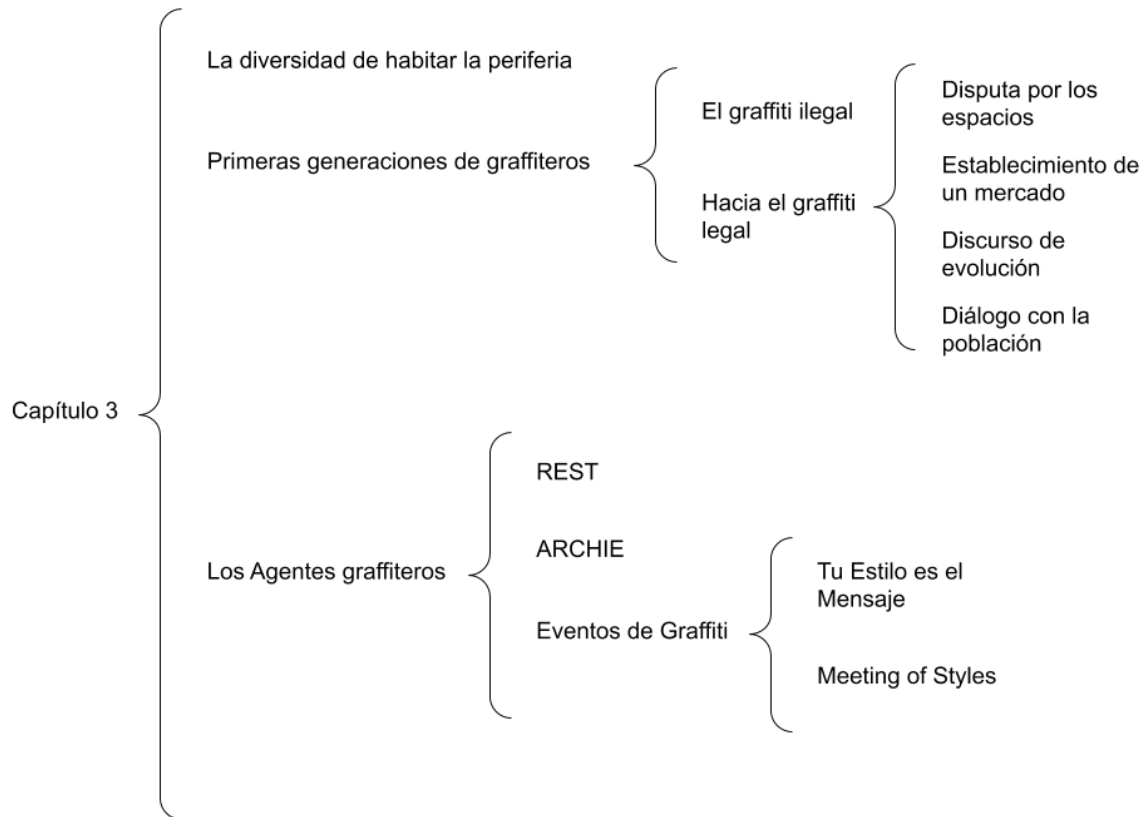 Capítulo 3
La diversidad de habitar la periferia
Primeras generaciones de graffiteros
El graffiti ilegal
Hacia el graffiti
legal
Disputa por los
espacios
Establecimiento de
un mercado
Discurso de
evolución
Diálogo con la
población
Los Agentes graffiteros
REST
ARCHIE
Eventos de Graffiti
Tu Estilo es el
Mensaje
Meeting of Styles